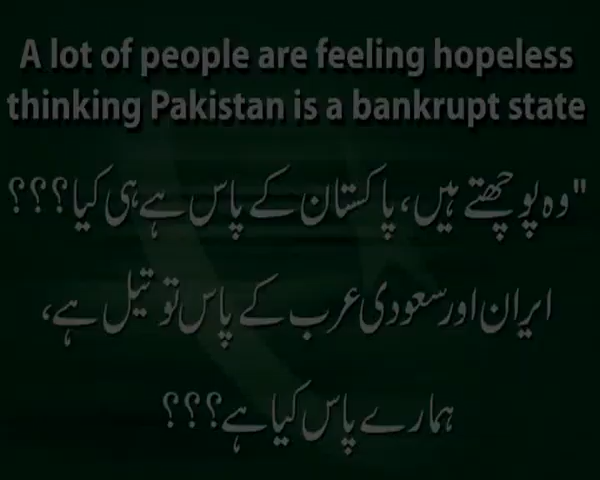 A lot of people are feeling hopeless
thinking Pakistan is a bankrupt state
"وہ پوچھتے ہیں، پاکستان کے پاس ہے ہی کیا؟؟؟
ایران اور سعودی عرب کے پاس تو تیل ہے،
ہمارے پاس کیا ہے؟؟؟